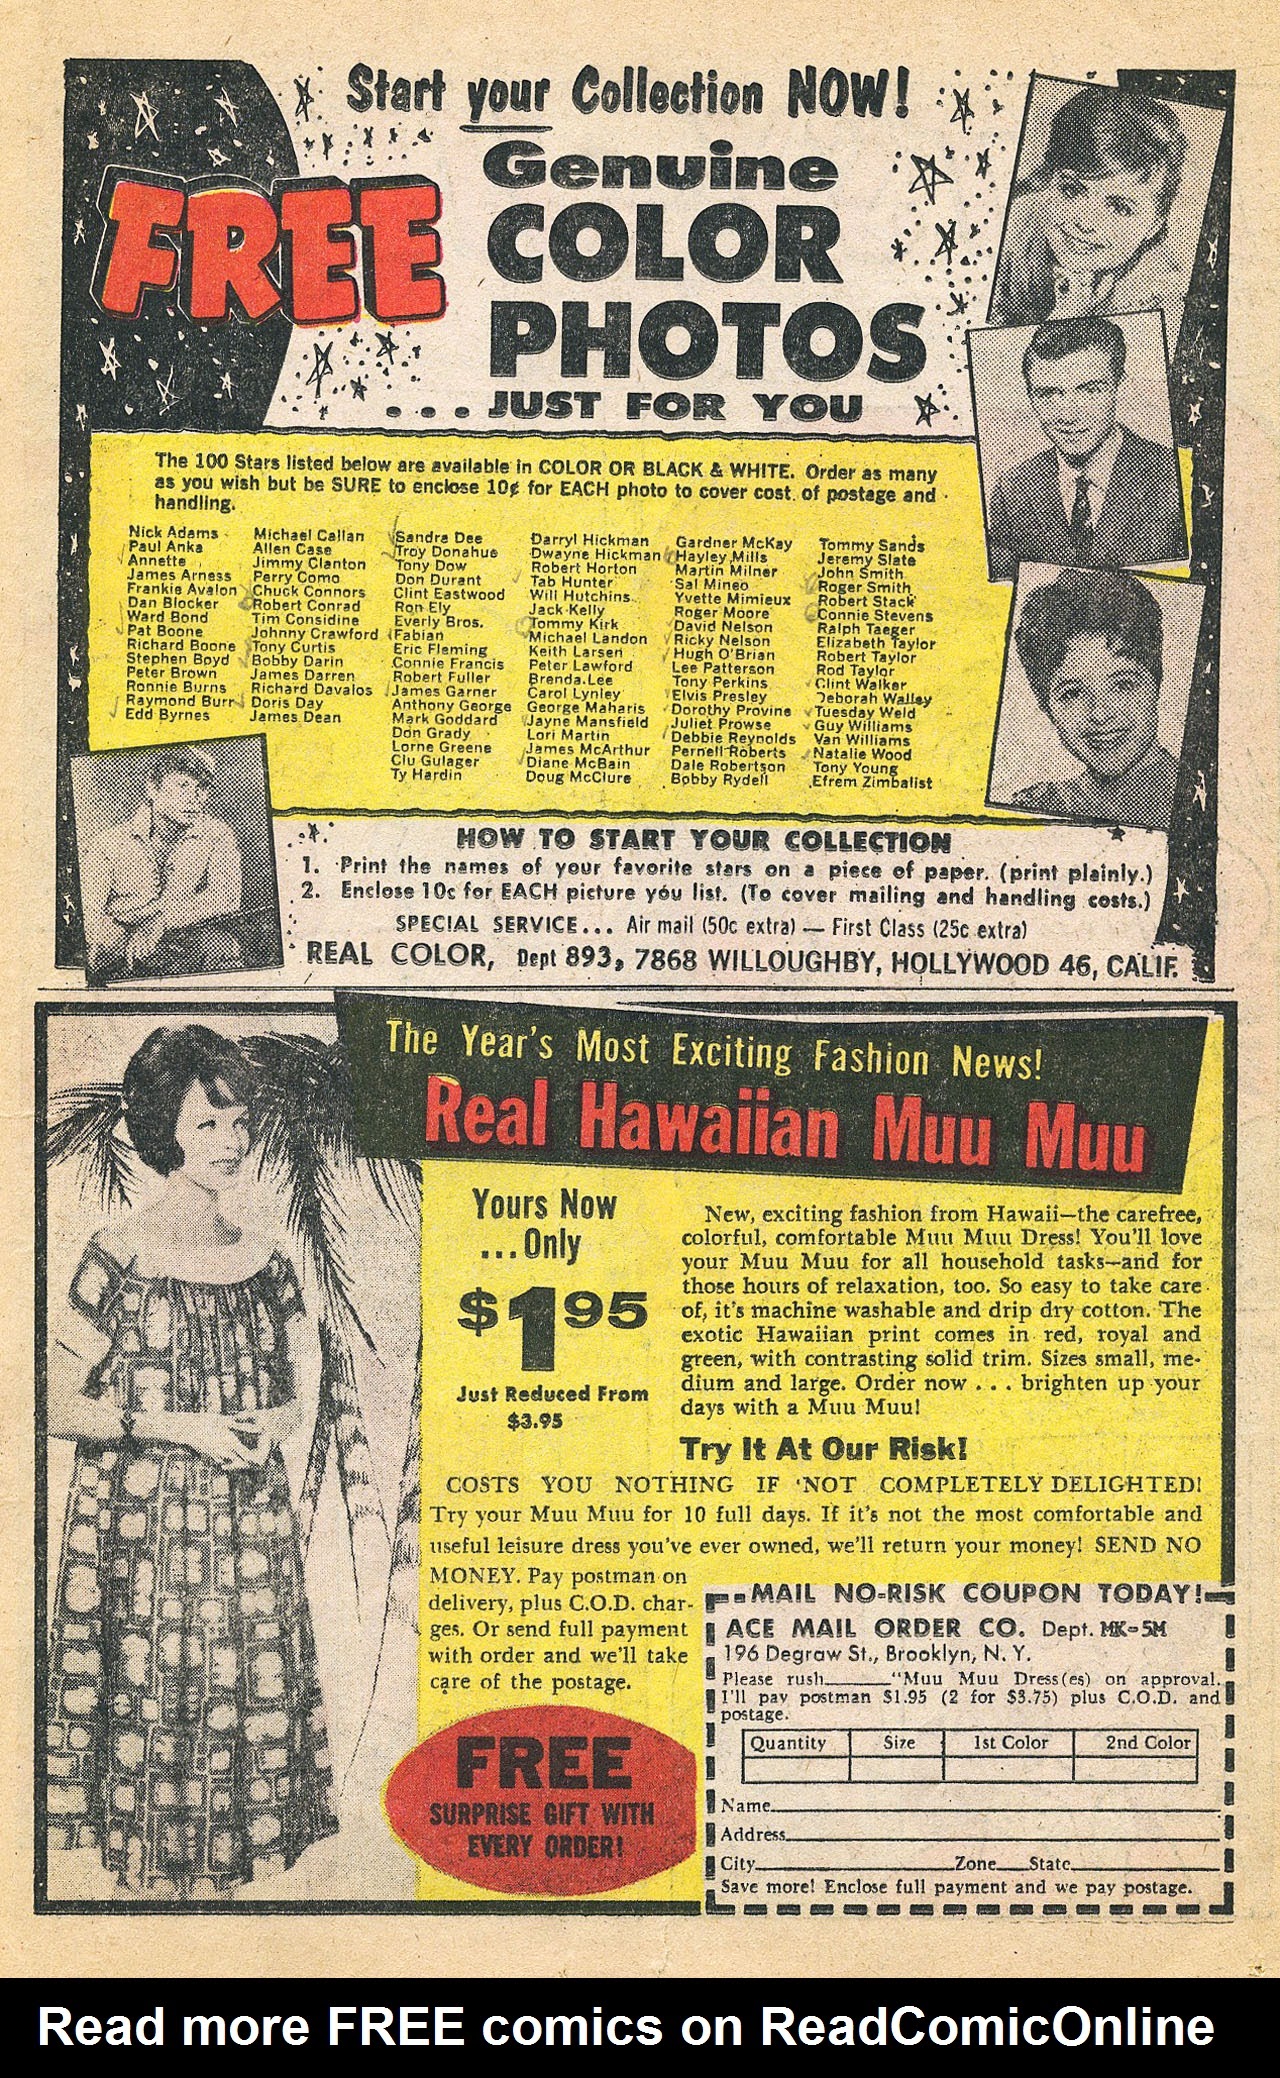 Start your Collection NOW!
FREE
Genuine
COLOR
PHOTOS
...JUST FOR YOU
The 100 Stars listed below are available in COLOR OR BLACK & WHITE. Order as many
as you wish but be SURE to enclose 10¢ for EACH photo to cover cost of postage and
handling.
Nick Adams
Paul Anka
Annette
James Arness
Frankie Avalon
Dan Blocker
Ward Bond
Pat Boone
Richard Boone
Stephen Boyd
Peter Brown
Ronnie Burns
Raymond Burr
Edd Byrnes
Michael Callan
Allen Case
Jimmy Clanton
Perry Como
Chuck Connors
Robert Conrad
Tim Considine
Johnny Crawford
Tony Curtis
Bobby Darin
James Darren
Richard Davalos
Doris Day
James Dean
Sandra Dee
Troy Donahue
Tony Dow
Don Durant
Clint Eastwood
Ron Ely
Everly Bros.
Fabian
Eric Fleming
Connie Francis
Robert Fuller
James Garner
Anthony George
Mark Goddard
Don Grady
Lorne Greene
Clu Gulager
Ty Hardin
Darryl Hickman
Dwayne Hickman
Robert Horton
Tab Hunter
Will Hutchins
Jack Kelly
Tommy Kirk
Michael Landon
Keith Larsen
Peter Lawford
Brenda Lee
Carol Lynley
George Maharis
Jayne Mansfield
Lori Martin
James McArthur
Diane McBain
Doug McClure
Gardner McKay
Hayley Mills
Martin Milner
Sal Mineo
Yvette Mimieux
Roger Moore
David Nelson
Ricky Nelson
Hugh O'Brian
Lee Patterson
Tony Perkins
Elvis Presley
Dorothy Provine
Juliet Prowse
Debbie Reynolds
Pernell Roberts
Dale Robertson
Bobby Rydell
Tommy Sands
Jeremy Slate
John Smith
Roger Smith
Robert Stack
Connie Stevens
Ralph Taeger
Elizabeth Taylor
Robert Taylor
Rod Taylor
Clint Walker
Deborah Walley
Tuesday Weld
Guy Williams
Van Williams
Natalie Wood
Tony Young
Efrem Zimbalist
HOW TO START YOUR COLLECTION
1. Print the names of your favorite stars on a piece of paper. (print plainly.)
2. Enclose 10c for EACH picture you list. (To cover mailing and handling costs.)
SPECIAL SERVICE... Air mail (50c extra) — First Class (25c extra)
REAL COLOR, Dept 893, 7868 WILLOUGHBY, HOLLYWOOD 46, CALIF.
The Year's Most Exciting Fashion News!
Real Hawaiian Muu Muu
Yours Now
...Only
$1.95
Just Reduced From
$3.95
New, exciting fashion from Hawaii—the carefree,
colorful, comfortable Muu Muu Dress! You'll love
your Muu Muu for all household tasks—and for
those hours of relaxation, too. So easy to take care
of, it's machine washable and drip dry cotton. The
exotic Hawaiian print comes in red, royal and
green, with contrasting solid trim. Sizes small, me-
dium and large. Order now . . . brighten up your
days with a Muu Muu!
Try It At Our Risk!
COSTS YOU NOTHING IF NOT COMPLETELY DELIGHTED!
Try your Muu Muu for 10 full days. If it's not the most comfortable and
useful leisure dress you've ever owned, we'll return your money! SEND NO
MONEY. Pay postman on
delivery, plus C.O.D. char-
ges. Or send full payment
with order and we'll take
care of the postage.
FREE
SURPRISE GIFT WITH
EVERY ORDER!
MAIL NO-RISK COUPON TODAY!
ACE MAIL ORDER CO. Dept. MK-5M
196 Degraw St., Brooklyn, N. Y.
Please rush______"Muu Muu Dress(es) on approval.
I'll pay postman $1.95 (2 for $3.75) plus C.O.D. and
postage.
Quantity Size 1st Color 2nd Color
Name
Address
City Zone State
Save more! Enclose full payment and we pay postage.
Read more FREE comics on ReadComicOnline